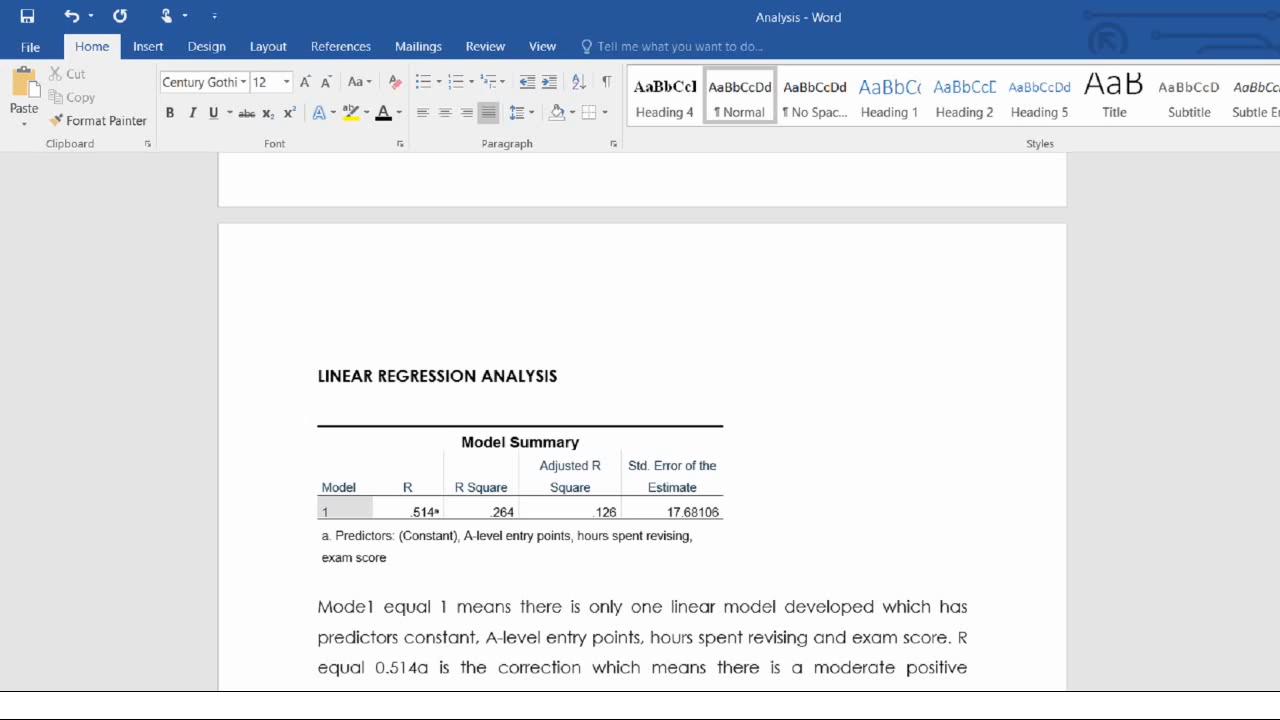 Analysis - Word
File Home Insert Design Layout References Mailings Review View Tell me what you want to do...
Paste
Cut
Copy
Format Painter
Clipboard
Century Gothi 12 Aa
B I U abc x₂ x² A A
Font
Paragraph
AaBbCcI AaBbCcDd AaBbCcDd AaBbCc AaBbCcD AaBbCcDd AaB AaBbCcD AaBbCc
Heading 4 ¶ Normal ¶ No Spac... Heading 1 Heading 2 Heading 5 Title Subtitle Subtle E
Styles
LINEAR REGRESSION ANALYSIS
Model Summary
Model R R Square Adjusted R Square Std. Error of the Estimate
1 .514ᵃ .264 .126 17.68106
a. Predictors: (Constant), A-level entry points, hours spent revising,
exam score
Mode1 equal 1 means there is only one linear model developed which has
predictors constant, A-level entry points, hours spent revising and exam score. R
equal 0.514a is the correction which means there is a moderate positive